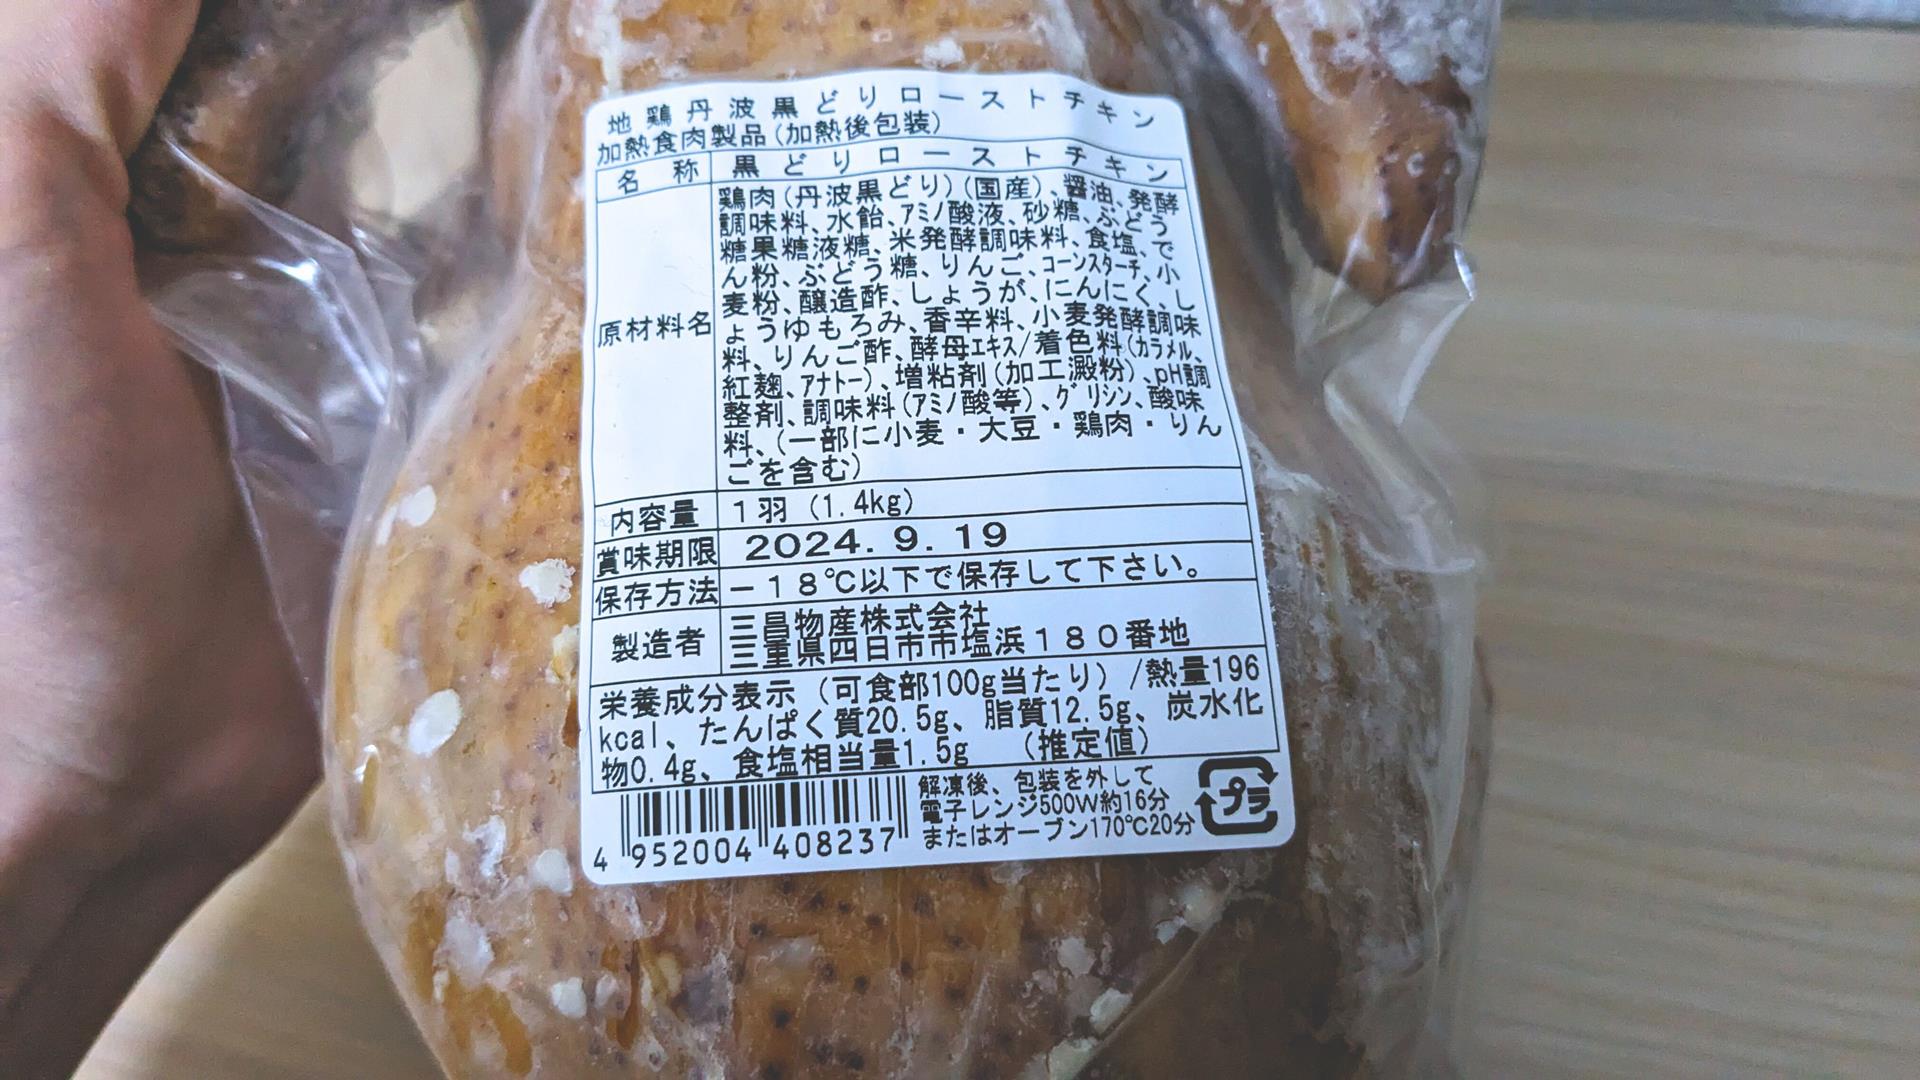 地鶏丹波黒どりローストチキン
加熱食肉製品(加熱後包装)
名称 黒どりローストチキン
原材料名
鶏肉(丹波黒どり)(国産)、醤油、発酵
調味料、水飴、アミノ酸液、砂糖、ぶどう
糖果糖液糖、米発酵調味料、食塩、で
ん粉、ぶどう糖、りんご、コーンスターチ、小
麦粉、醸造酢、しょうが、にんにく、し
ょうゆもろみ、香辛料、小麦発酵調味
料、りんご酢、酵母エキス/着色料(カラメル、
紅麹、アナトー)、増粘剤(加工澱粉)、pH調
整剤、調味料(アミノ酸等)、グリシン、酸味
料、(一部に小麦・大豆・鶏肉・りん
ごを含む)
内容量 1羽(1.4kg)
賞味期限 2024.9.19
保存方法 −18℃以下で保存して下さい。
製造者
三昌物産株式会社
三重県四日市市塩浜180番地
栄養成分表示(可食部100g当たり)/熱量196
kcal、たんぱく質20.5g、脂質12.5g、炭水化
物0.4g、食塩相当量1.5g (推定値)
解凍後、包装を外して
電子レンジ500W約16分
またはオーブン170℃20分
プラ
4 952004 408237